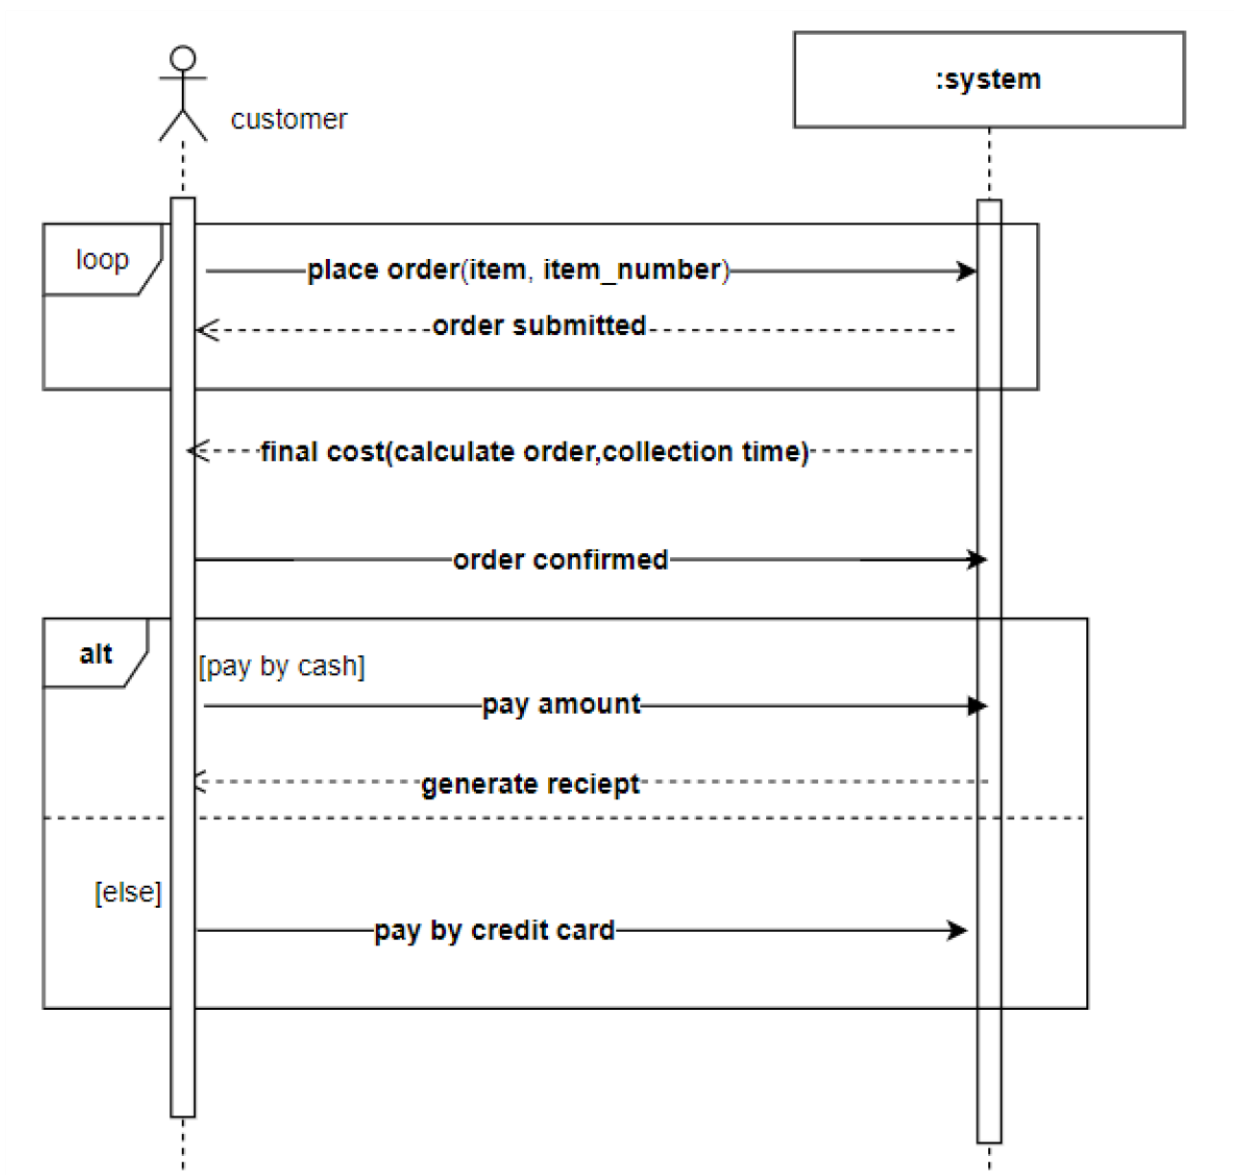 :system
customer
loop
place order(item, item_number)
order submitted
final cost(calculate order,collection time)
order confirmed
alt
[pay by cash]
pay amount
generate reciept
[else]
pay by credit card